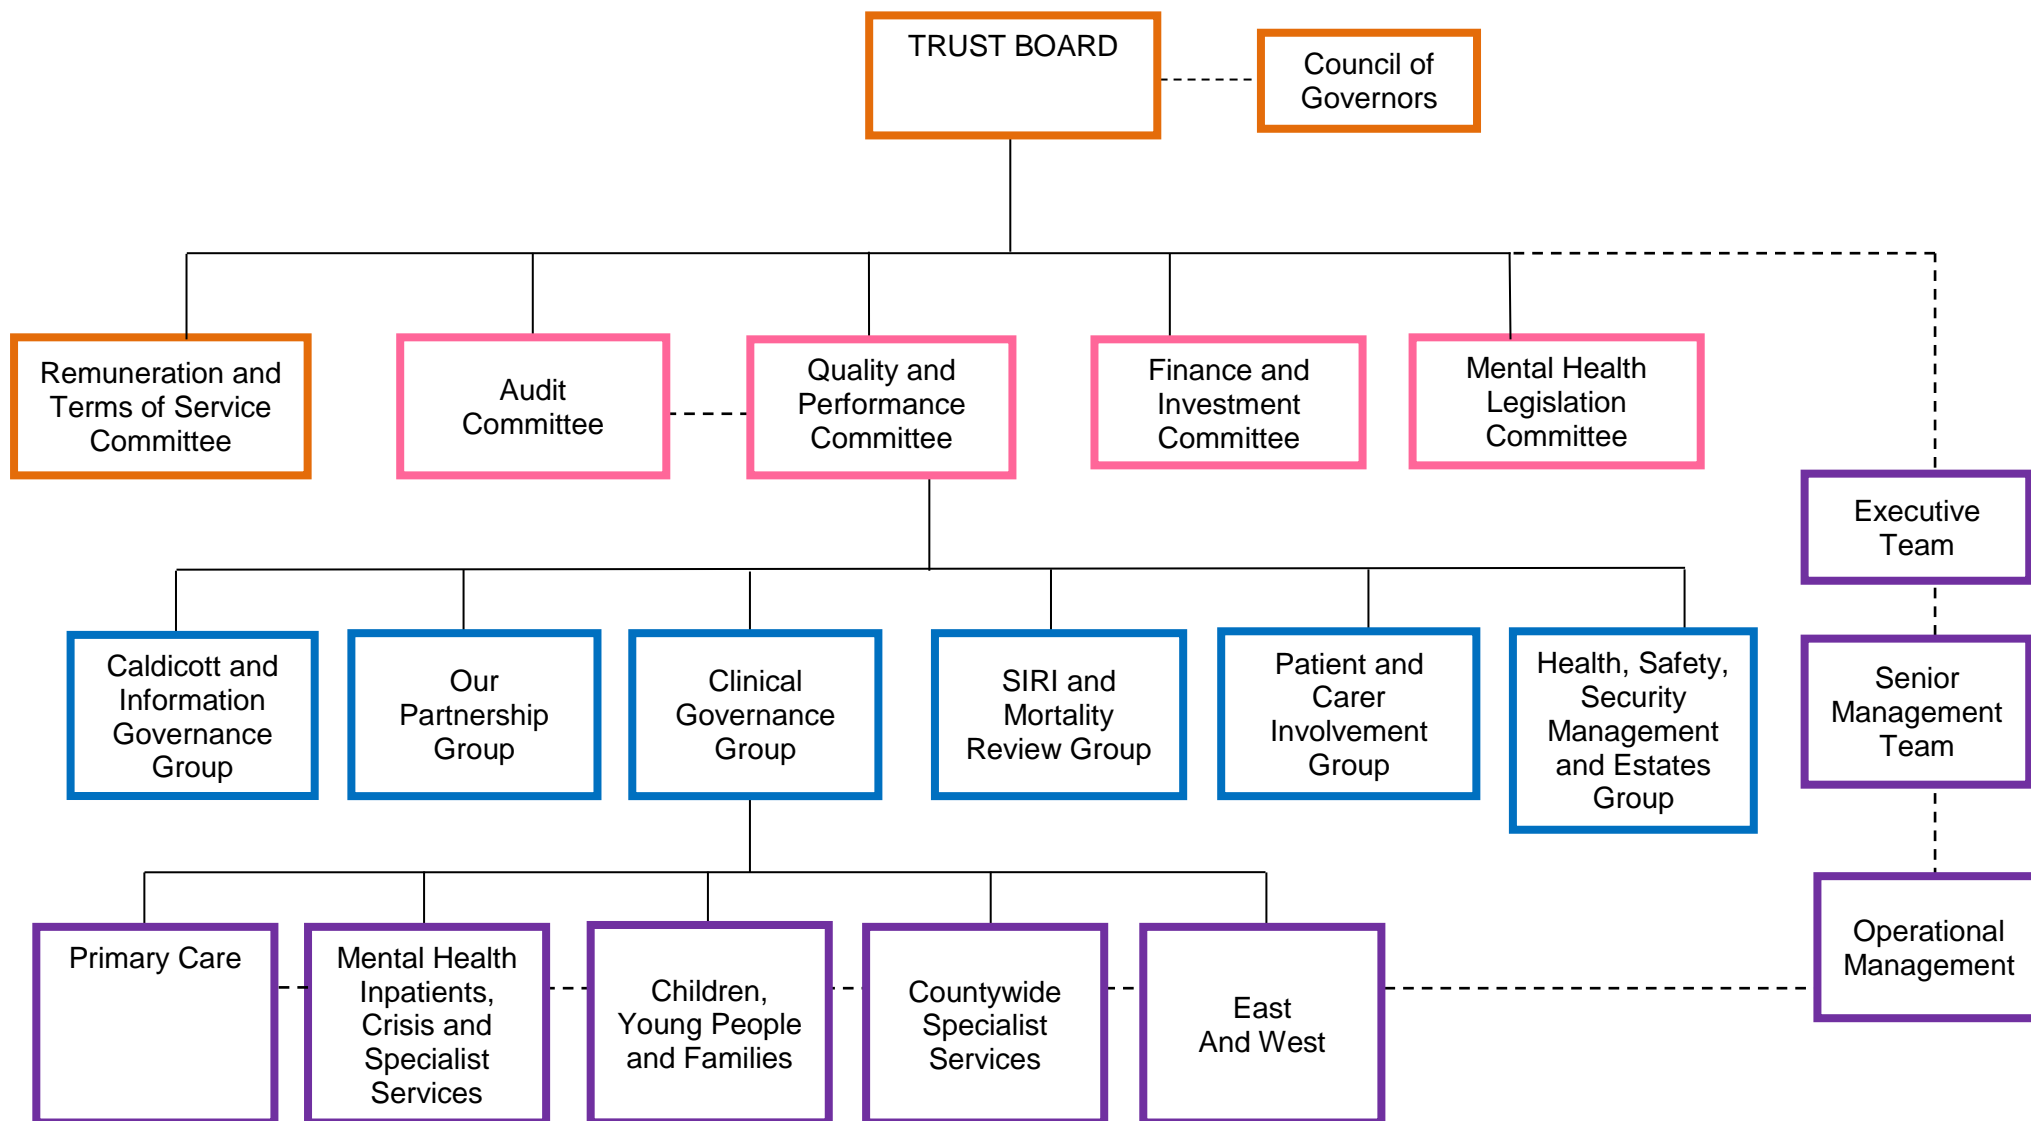 TRUST BOARD
Council of
Governors
Remuneration and
Terms of Service
Committee
Audit
Committee
Quality and
Performance
Committee
Finance and
Investment
Committee
Mental Health
Legislation
Committee
Executive
Team
Caldicott and
Information
Governance
Group
Our
Partnership
Group
Clinical
Governance
Group
SIRI and
Mortality
Review Group
Patient and
Carer
Involvement
Group
Health, Safety,
Security
Management
and Estates
Group
Senior
Management
Team
Primary Care
Mental Health
Inpatients,
Crisis and
Specialist
Services
Children,
Young People
and Families
Countywide
Specialist
Services
East
And West
Operational
Management